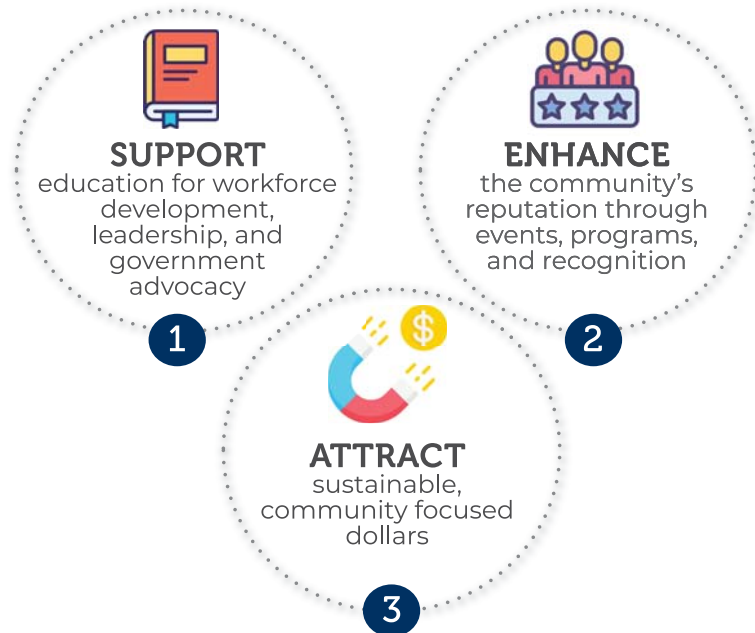 SUPPORT
education for workforce
development,
leadership, and
government
advocacy
1
ENHANCE
the community's
reputation through
events, programs,
and recognition
2
$
ATTRACT
sustainable,
community focused
dollars
3